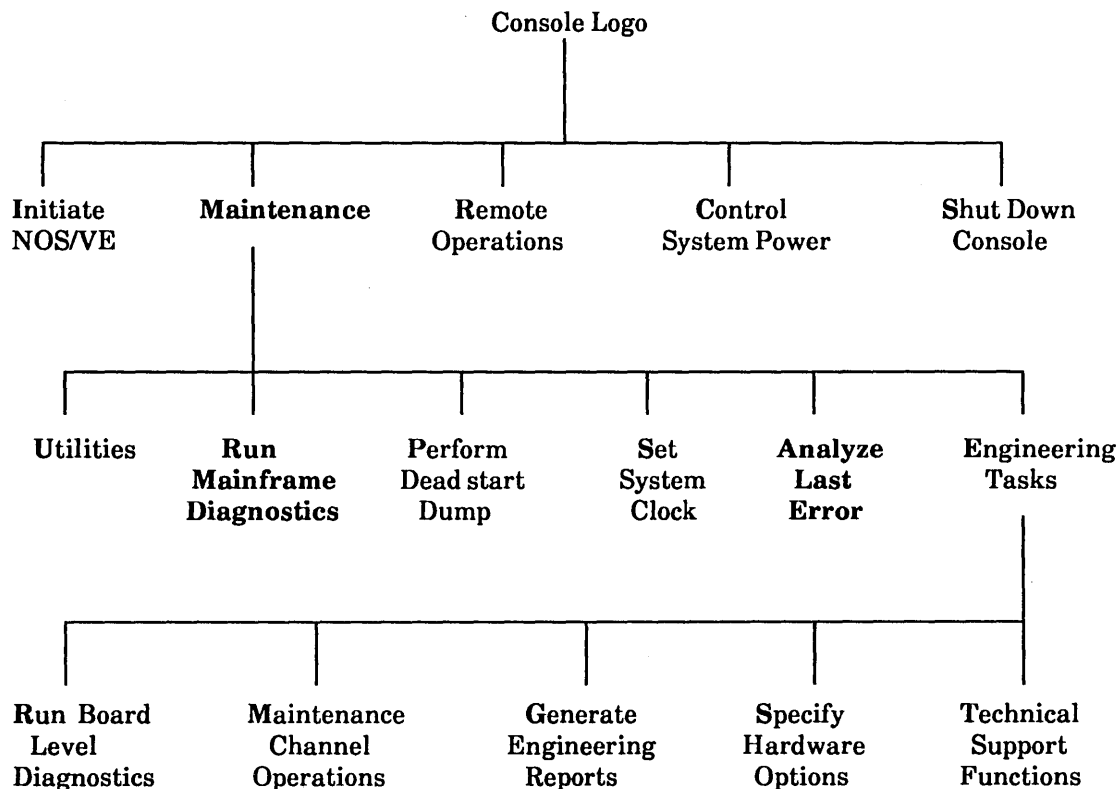 Console Logo
Initiate
NOS/VE
Maintenance
Remote
Operations
Control
System Power
Shut Down
Console
Utilities
Run
Mainframe
Diagnostics
Perform
Dead start
Dump
Set
System
Clock
Analyze
Last
Error
Engineering
Tasks
Run Board
Level
Diagnostics
Maintenance
Channel
Operations
Generate
Engineering
Reports
Specify
Hardware
Options
Technical
Support
Functions